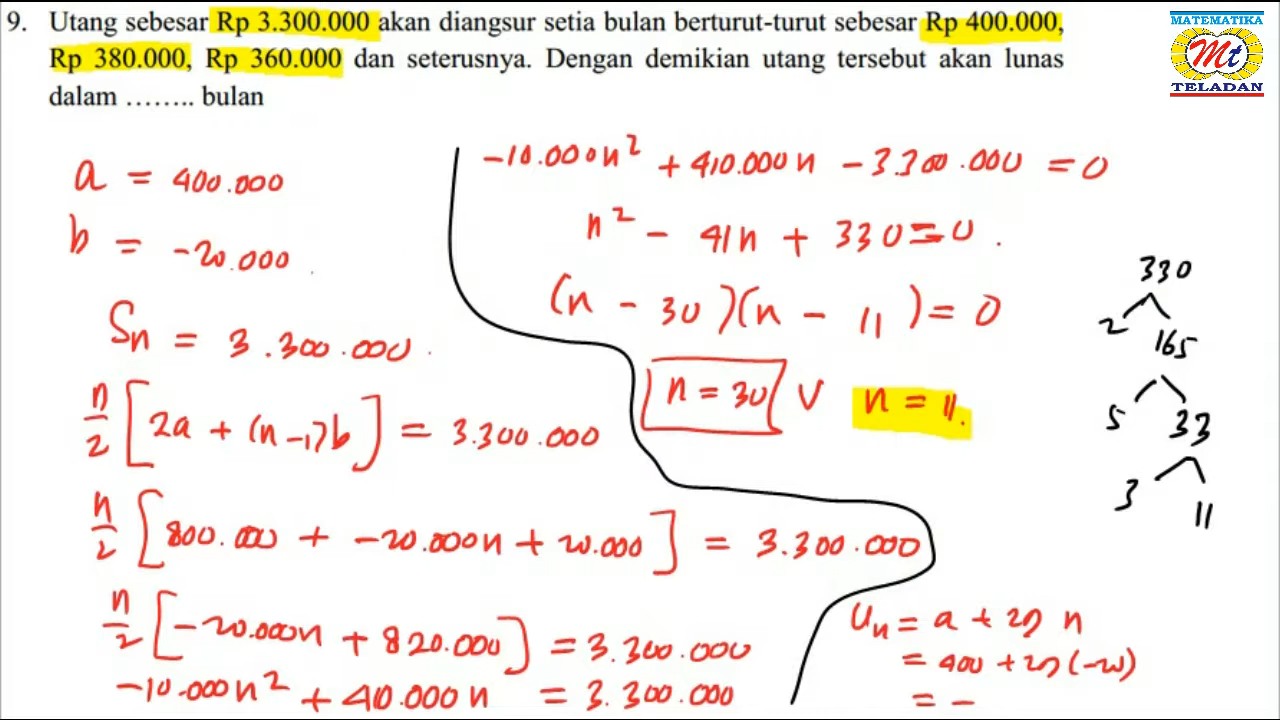 9. Utang sebesar Rp 3.300.000 akan diangsur setia bulan berturut-turut sebesar Rp 400.000,
Rp 380.000, Rp 360.000 dan seterusnya. Dengan demikian utang tersebut akan lunas
dalam …….. bulan
MATEMATIKA
Mt
TELADAN
a = 400.000
b = -20.000
Sn = 3.300.000
n/2 [2a + (n-1)b] = 3.300.000
n/2 [800.000 + -20.000n + 20.000] = 3.300.000
n/2 [-20.000n + 820.000] = 3.300.000
-10.000n² + 40.000n = 3.300.000
-10.000n² + 410.000n - 3.300.000 = 0
n² - 41n + 330 = 0
(n - 30)(n - 11) = 0
n = 30 V n = 11.
330
2 165
5 33
3 11
Un = a + 29 n
= 400 + 29 (-20)
= -